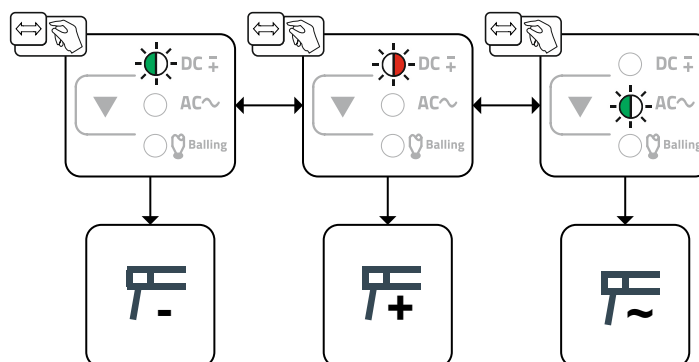 DC ∓
AC∼
Balling
DC ∓
AC∼
Balling
DC ∓
AC∼
Balling
-
+
~